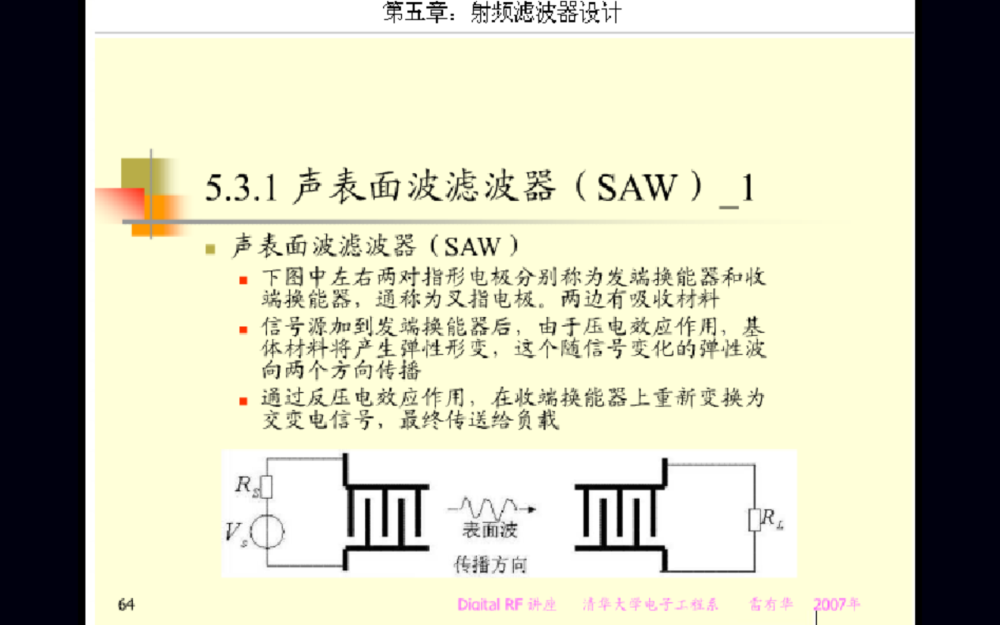 第五章：射频滤波器设计
5.3.1 声表面波滤波器（SAW）_1
声表面波滤波器（SAW）
下图中左右两对指形电极分别称为发端换能器和收
端换能器，通称为叉指电极。两边有吸收材料
信号源加到发端换能器后，由于压电效应作用，基
体材料将产生弹性形变，这个随信号变化的弹性波
向两个方向传播
通过反压电效应作用，在收端换能器上重新变换为
交变电信号，最终传送给负载
R_S
V_s
表面波
传播方向
R_L
64
Digital RF 讲座 清华大学电子工程系 雷有华 2007年